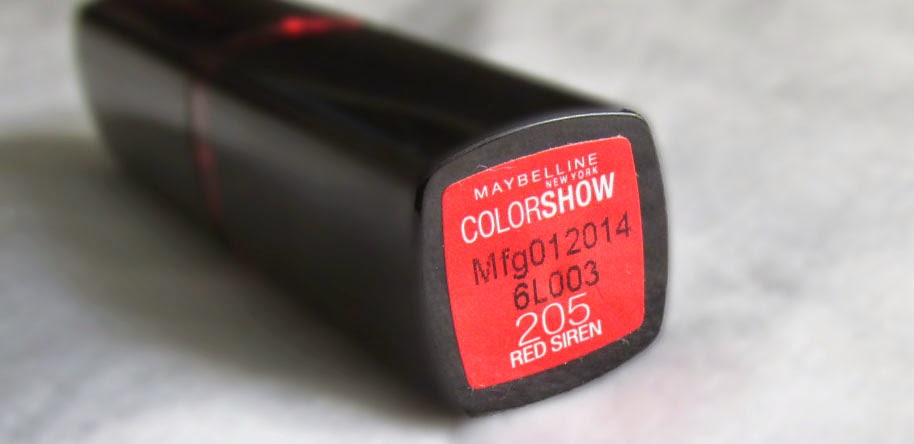 MAYBELLINE
NEW YORK
COLORSHOW
Mfg012014
6L003
205
RED SIREN